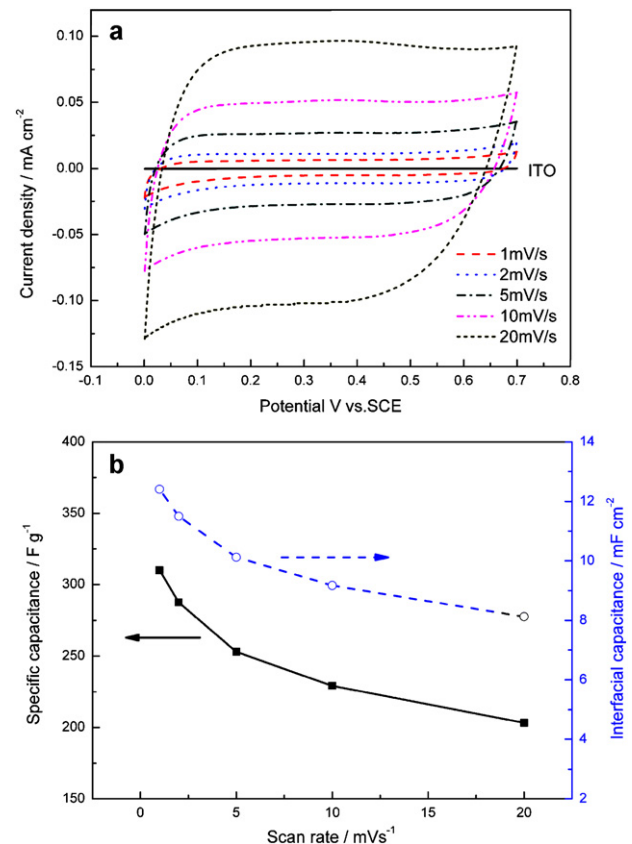 a
0.10
0.05
0.00
-0.05
-0.10
-0.15
Current density / mA cm⁻²
ITO
1mV/s
2mV/s
5mV/s
10mV/s
20mV/s
-0.1 0.0 0.1 0.2 0.3 0.4 0.5 0.6 0.7 0.8
Potential V vs.SCE
b
400
350
300
250
200
150
Specific capacitance / F g⁻¹
14
12
10
8
6
4
2
Interfacial capacitance / mF cm⁻²
0 5 10 15 20
Scan rate / mVs⁻¹